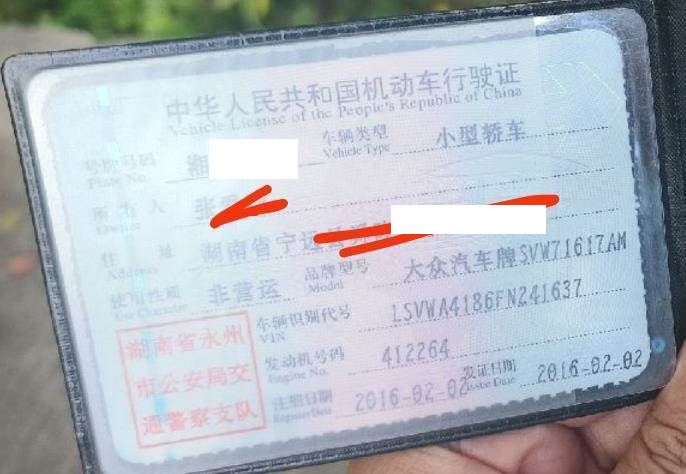 中华人民共和国机动车行驶证
Vehicle License of the People's Republic of China
号牌号码 湘 车辆类型 小型轿车
Plate No. Vehicle Type
所有人 张
Owner
住址 湖南省宁远县
Address
使用性质 非营运 品牌型号 大众汽车牌SVW71617AM
Use Character Model
车辆识别代号 LSVWA4186FN241637
VIN
发动机号码 412264
Engine No.
注册日期 2016-02-02 发证日期 2016-02-02
Register Date Issue Date
湖南省永州
市公安局交
通警察支队